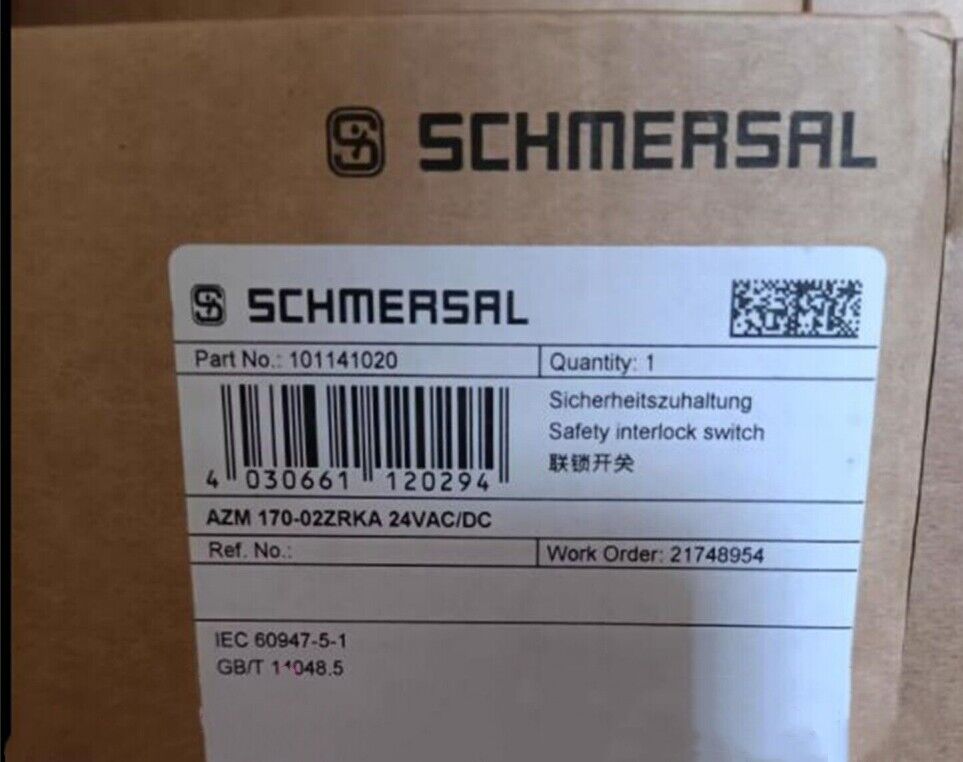 SCHMERSAL
SCHMERSAL
Part No.: 101141020
Quantity: 1
Sicherheitszuhaltung
Safety interlock switch
联锁开关
4 030661 120294
AZM 170-02ZRKA 24VAC/DC
Ref. No.:
Work Order: 21748954
IEC 60947-5-1
GB/T 14048.5